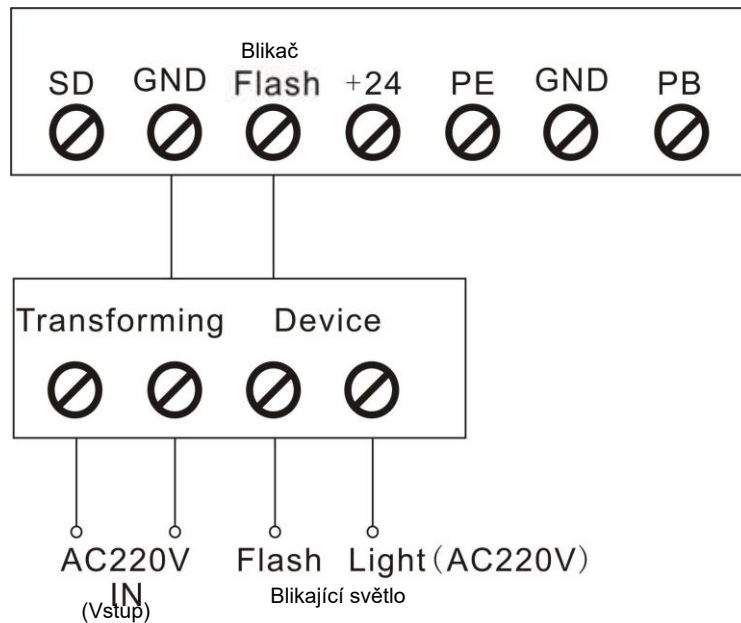 Blikač
SD GND Flash +24 PE GND PB
Transforming Device
AC220V Flash Light (AC220V)
IN Blikající světlo
(Vstup)